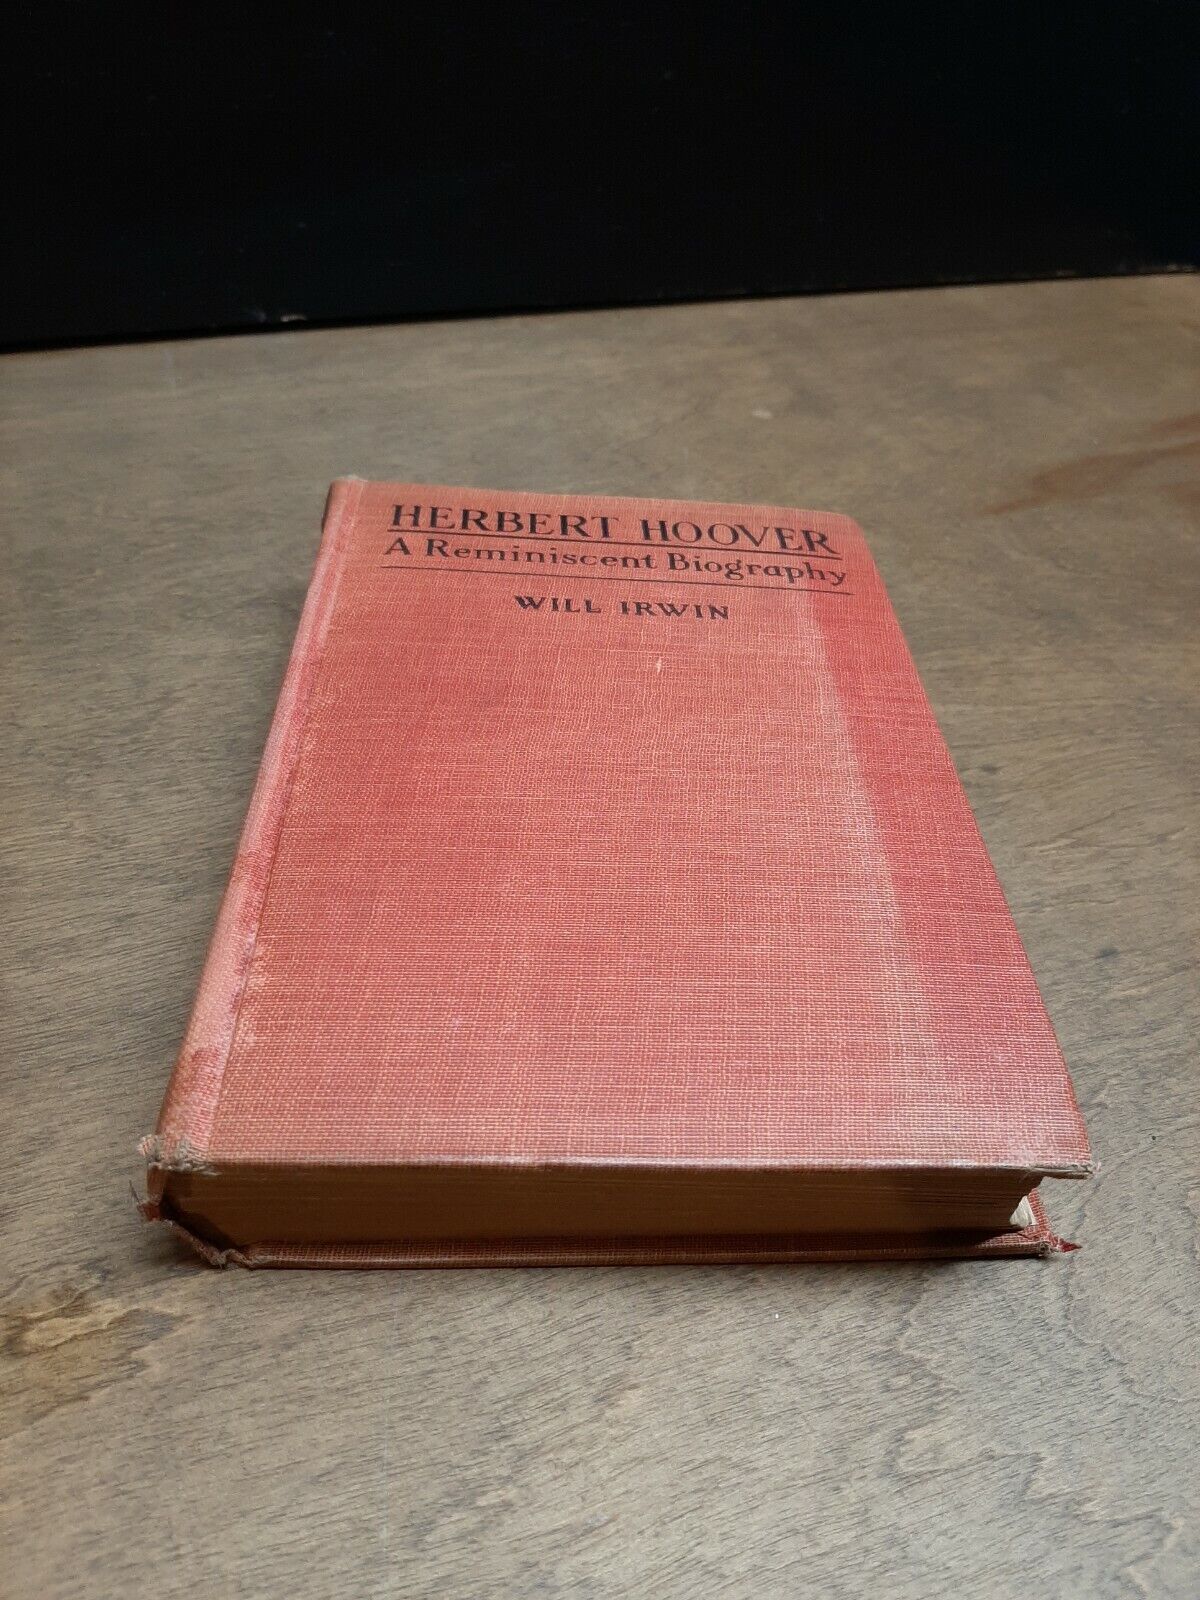 HERBERT HOOVER
A Reminiscent Biography
WILL IRWIN